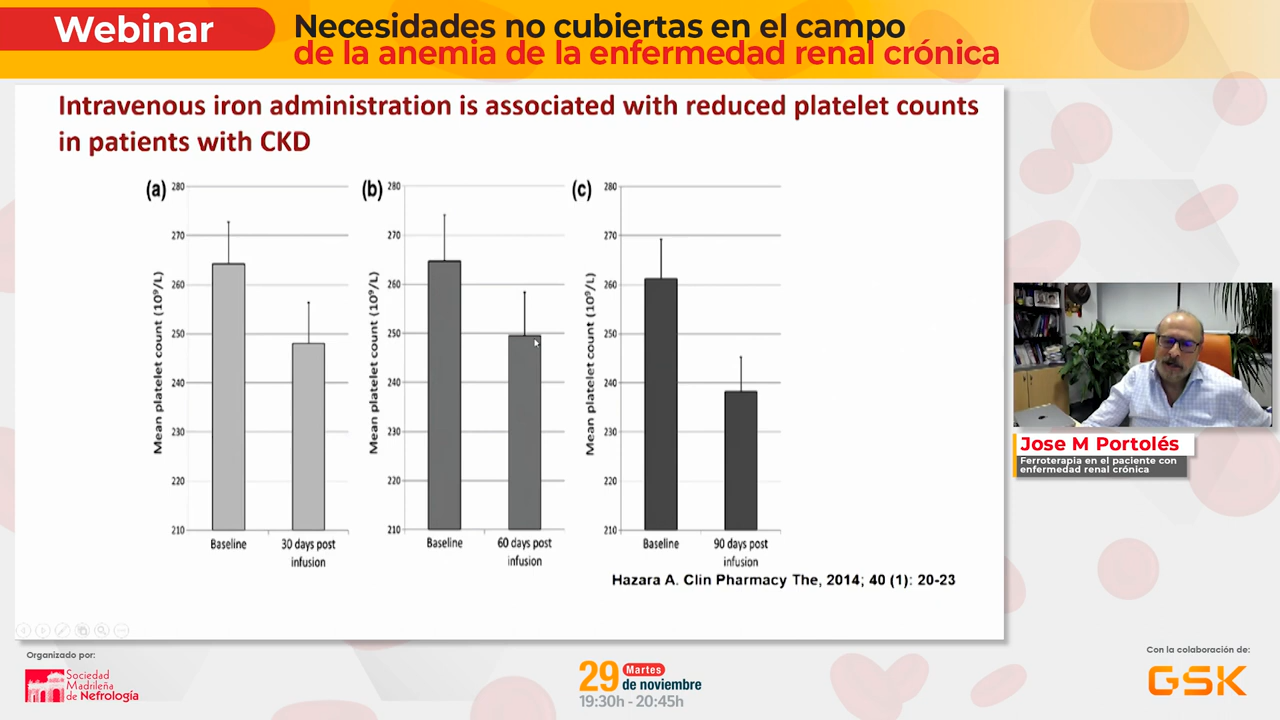 Webinar
Necesidades no cubiertas en el campo
de la anemia de la enfermedad renal crónica
Intravenous iron administration is associated with reduced platelet counts
in patients with CKD
(a)
280
270
260
250
240
230
220
210
Mean platelet count (10⁹/L)
Baseline
30 days post
infusion
(b)
280
270
260
250
240
230
220
210
Mean platelet count (10⁹/L)
Baseline
60 days post
infusion
(c)
280
270
260
250
240
230
220
210
Mean platelet count (10⁹/L)
Baseline
90 days post
infusion
Hazara A. Clin Pharmacy The, 2014; 40 (1): 20-23
Jose M Portolés
Ferroterapia en el paciente con
enfermedad renal crónica
Organizado por:
Sociedad
Madrileña
de Nefrología
29
Martes
de noviembre
19:30h - 20:45h
Con la colaboración de:
GSK